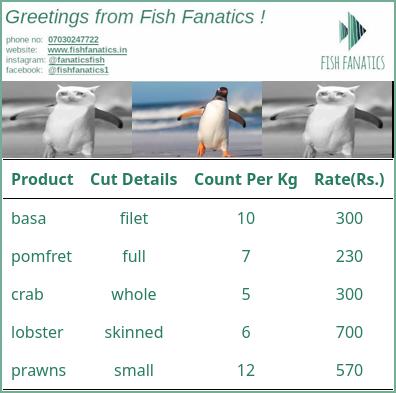 Greetings from Fish Fanatics !
phone no: 07030247722
website: www.fishfanatics.in
instagram: @fanaticsfish
facebook: @fishfanatics1
FISH FANATICS
Product Cut Details Count Per Kg Rate(Rs.)
basa filet 10 300
pomfret full 7 230
crab whole 5 300
lobster skinned 6 700
prawns small 12 570